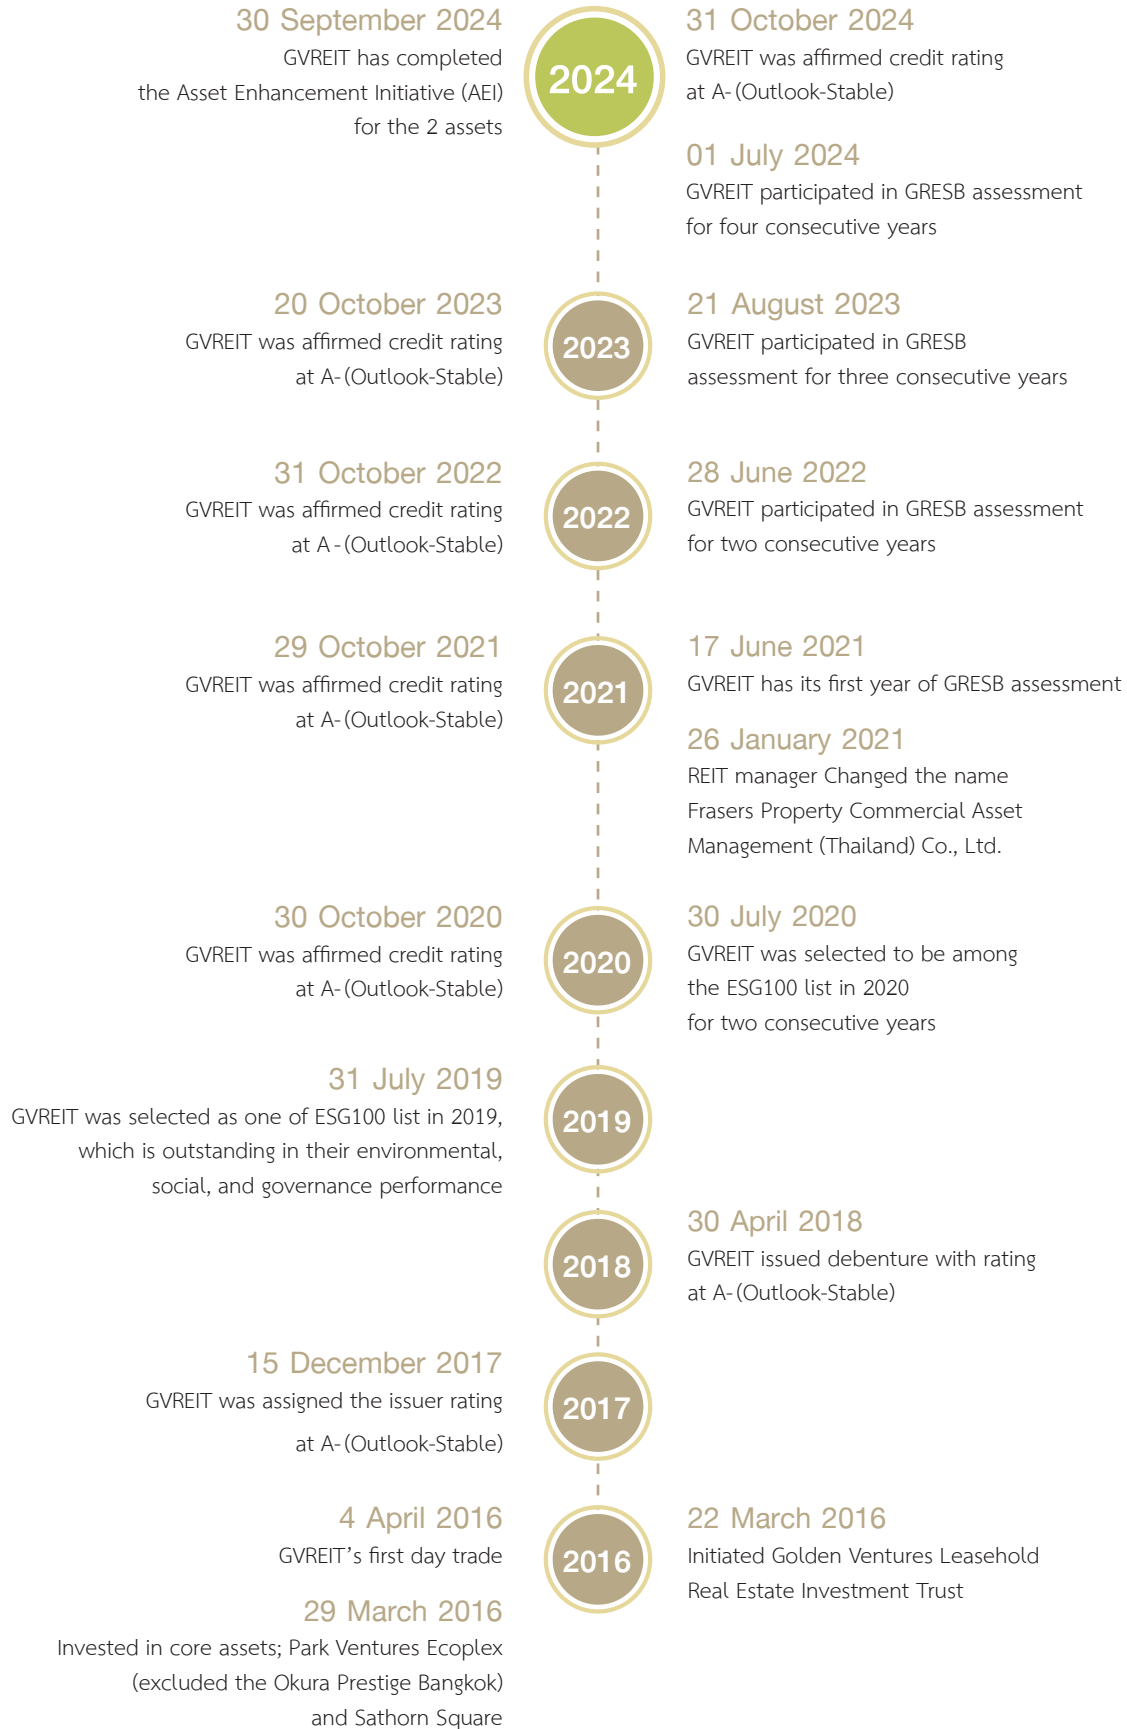 30 September 2024
GVREIT has completed
the Asset Enhancement Initiative (AEI)
for the 2 assets
2024
31 October 2024
GVREIT was affirmed credit rating
at A- (Outlook-Stable)
01 July 2024
GVREIT participated in GRESB assessment
for four consecutive years
20 October 2023
GVREIT was affirmed credit rating
at A- (Outlook-Stable)
2023
21 August 2023
GVREIT participated in GRESB
assessment for three consecutive years
31 October 2022
GVREIT was affirmed credit rating
at A - (Outlook-Stable)
2022
28 June 2022
GVREIT participated in GRESB assessment
for two consecutive years
29 October 2021
GVREIT was affirmed credit rating
at A- (Outlook-Stable)
2021
17 June 2021
GVREIT has its first year of GRESB assessment
26 January 2021
REIT manager Changed the name
Frasers Property Commercial Asset
Management (Thailand) Co., Ltd.
30 October 2020
GVREIT was affirmed credit rating
at A- (Outlook-Stable)
2020
30 July 2020
GVREIT was selected to be among
the ESG100 list in 2020
for two consecutive years
31 July 2019
GVREIT was selected as one of ESG100 list in 2019,
which is outstanding in their environmental,
social, and governance performance
2019
2018
30 April 2018
GVREIT issued debenture with rating
at A- (Outlook-Stable)
15 December 2017
GVREIT was assigned the issuer rating
at A- (Outlook-Stable)
2017
4 April 2016
GVREIT's first day trade
29 March 2016
Invested in core assets; Park Ventures Ecoplex
(excluded the Okura Prestige Bangkok)
and Sathorn Square
2016
22 March 2016
Initiated Golden Ventures Leasehold
Real Estate Investment Trust